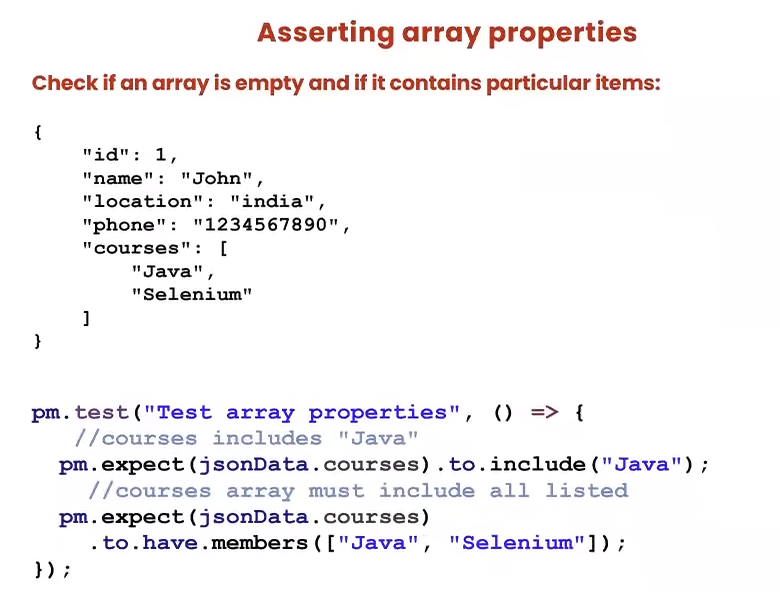 Asserting array properties
Check if an array is empty and if it contains particular items:
{
    "id": 1,
    "name": "John",
    "location": "india",
    "phone": "1234567890",
    "courses": [
        "Java",
        "Selenium"
    ]
}
pm.test("Test array properties", () => {
   //courses includes "Java"
  pm.expect(jsonData.courses).to.include("Java");
    //courses array must include all listed
  pm.expect(jsonData.courses)
    .to.have.members(["Java", "Selenium"]);
});